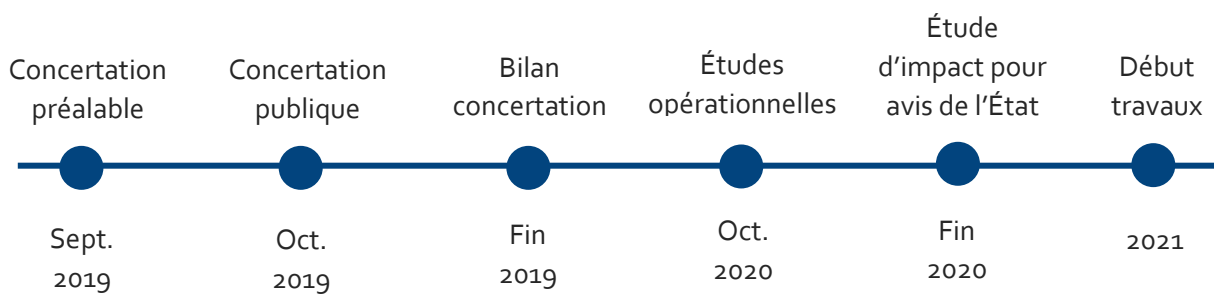 Concertation
préalable
Concertation
publique
Bilan
concertation
Études
opérationnelles
Étude
d'impact pour
avis de l'État
Début
travaux
Sept.
2019
Oct.
2019
Fin
2019
Oct.
2020
Fin
2020
2021